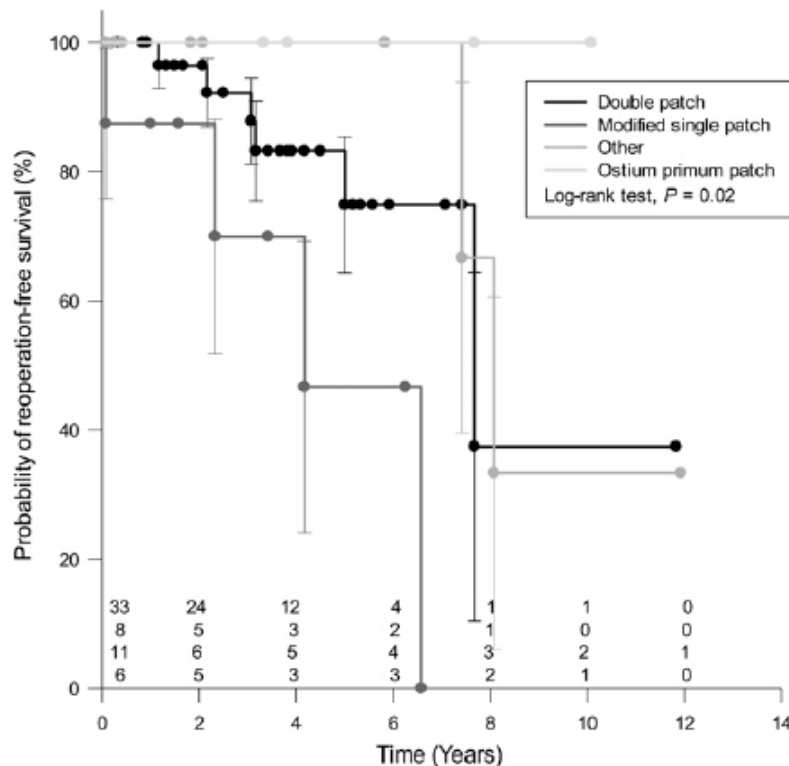 100
80
60
40
20
0
Probability of reoperation-free survival (%)
Double patch
Modified single patch
Other
Ostium primum patch
Log-rank test, P = 0.02
33 24 12 4 1 1 0
8 5 3 2 1 0 0
11 6 5 4 3 2 1
6 5 3 3 2 1 0
0 2 4 6 8 10 12 14
Time (Years)